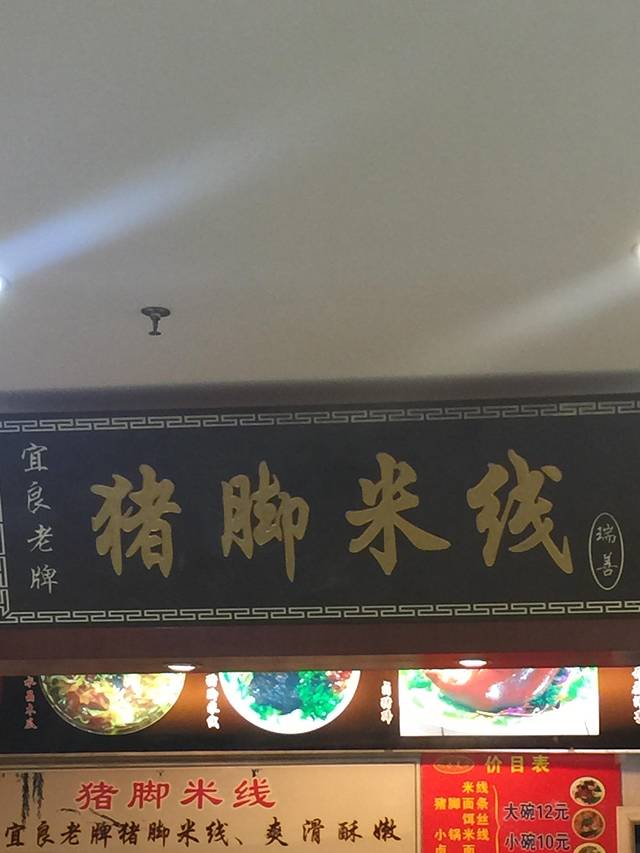 宜良老牌
猪脚米线
瑞善
猪脚米线
宜良老牌猪脚米线、爽滑酥嫩
价目表
米线
猪脚面条
饵丝
大碗12元
小锅米线
小碗10元